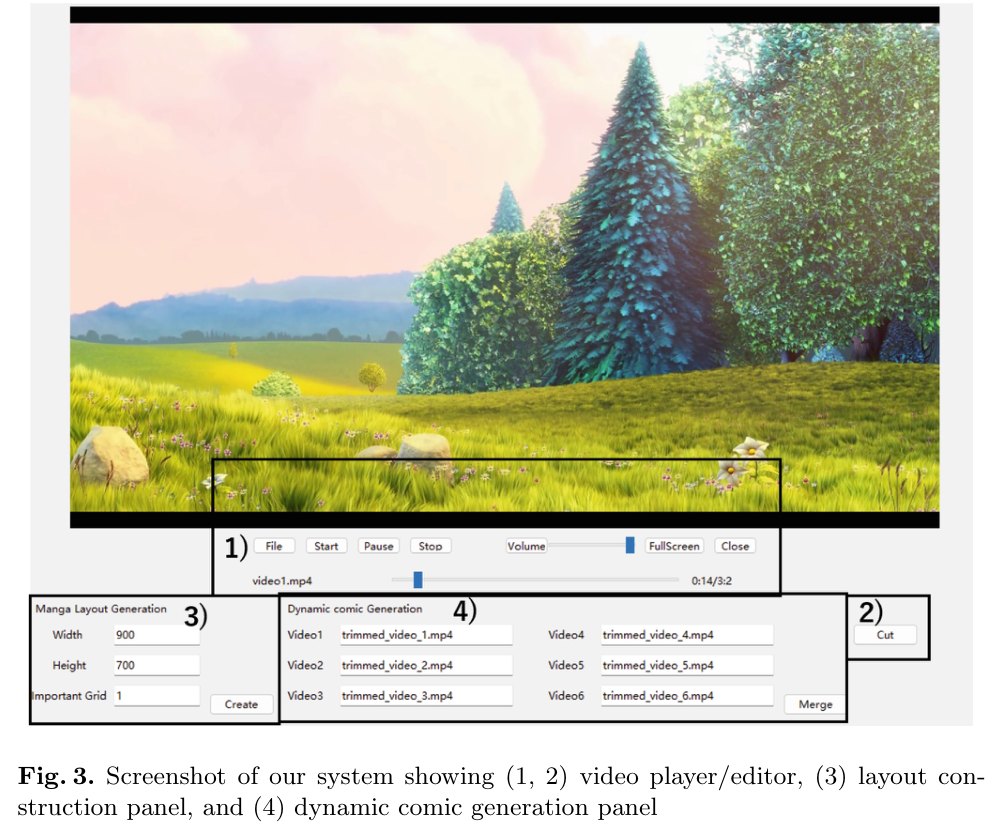 1) File Start Pause Stop Volume FullScreen Close
video1.mp4 0:14/3:2
Manga Layout Generation 3)
Width 900
Height 700
Important Grid 1
Create
Dynamic comic Generation 4)
Video1 trimmed_video_1.mp4 Video4 trimmed_video_4.mp4
Video2 trimmed_video_2.mp4 Video5 trimmed_video_5.mp4
Video3 trimmed_video_3.mp4 Video6 trimmed_video_6.mp4
Merge
2)
Cut
Fig. 3. Screenshot of our system showing (1, 2) video player/editor, (3) layout con-
struction panel, and (4) dynamic comic generation panel